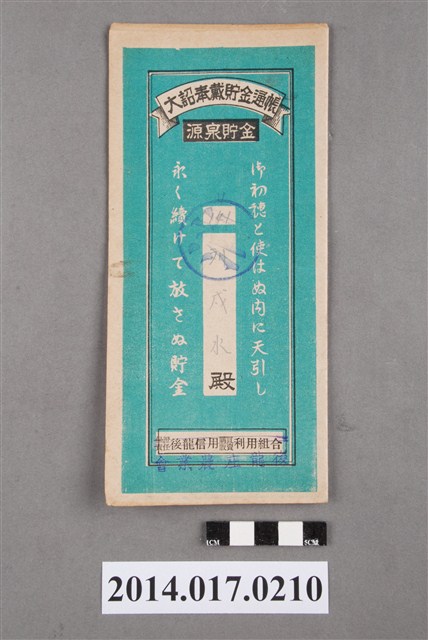 大詔奉戴貯金通帳
源泉貯金
御初穂と使はぬ内に天引し
永く續けて放さぬ貯金
成水
殿
後龍信用
利用組合
後龍庄農業會
1CM
5CM
2014.017.0210